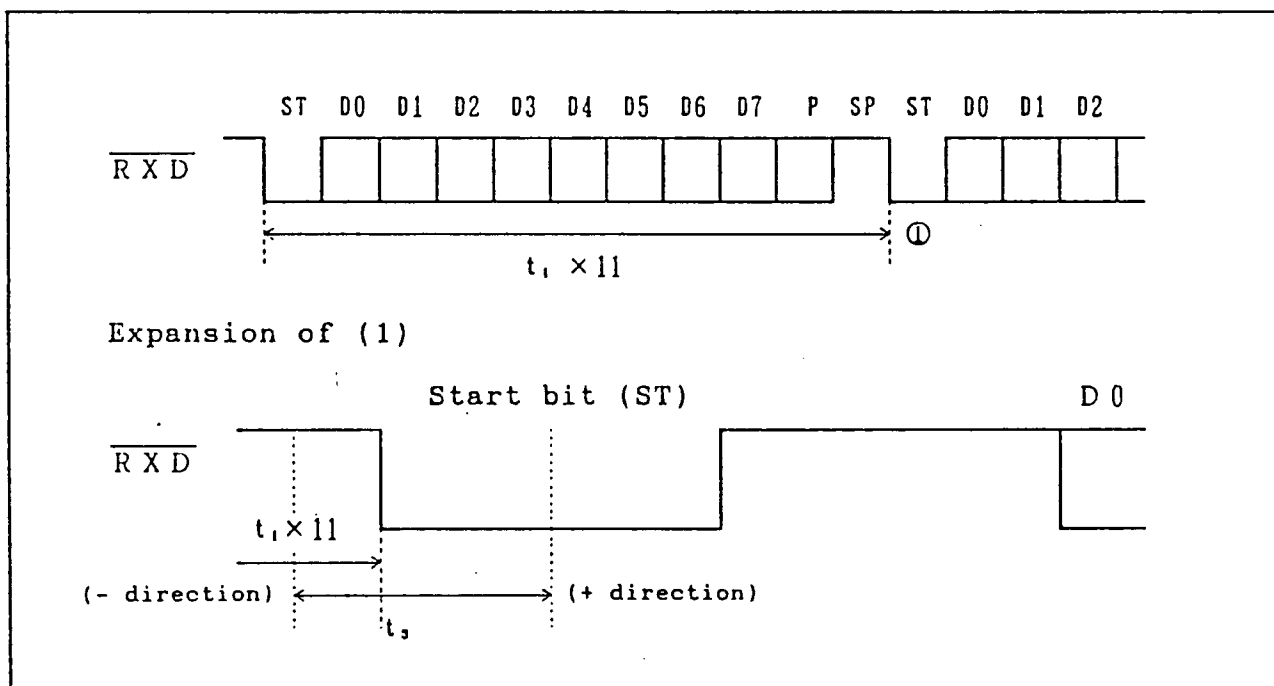 ST D0 D1 D2 D3 D4 D5 D6 D7 P SP ST D0 D1 D2
RXD
①
t₁ ×11
Expansion of (1)
Start bit (ST) D0
RXD
t₁×11
(- direction) (+ direction)
t₃